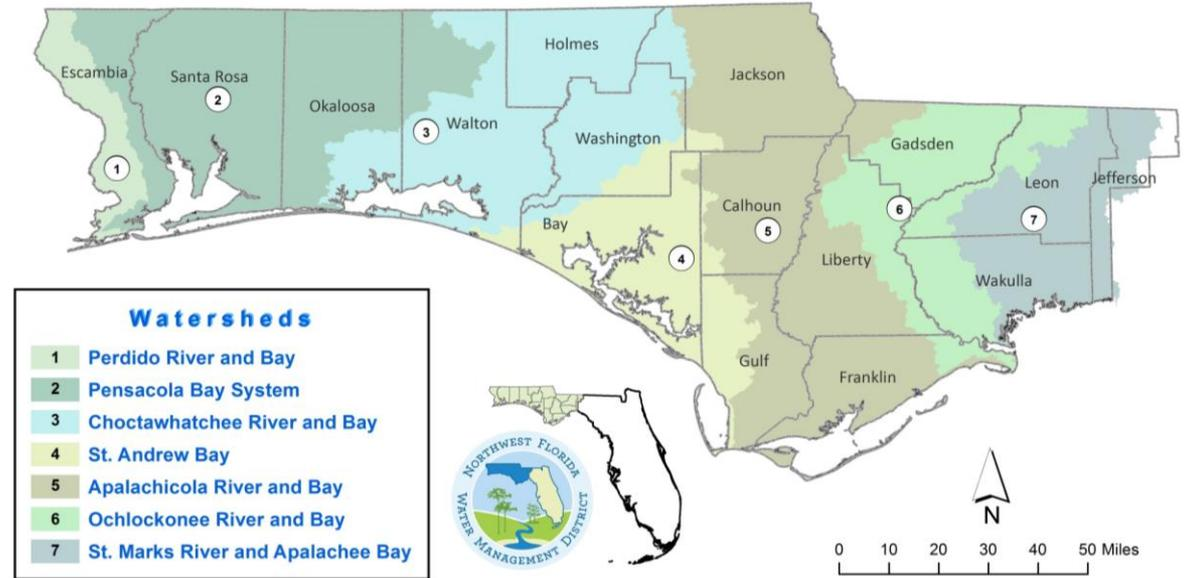 Holmes
Escambia
Santa Rosa
2
Jackson
Okaloosa
3
Walton
Washington
Gadsden
1
Leon
Jefferson
Calhoun
6
7
Bay
5
4
Liberty
Wakulla
Gulf
Franklin
Watersheds
1 Perdido River and Bay
2 Pensacola Bay System
3 Choctawhatchee River and Bay
4 St. Andrew Bay
5 Apalachicola River and Bay
6 Ochlockonee River and Bay
7 St. Marks River and Apalachee Bay
NORTHWEST FLORIDA
WATER MANAGEMENT DISTRICT
N
0 10 20 30 40 50 Miles